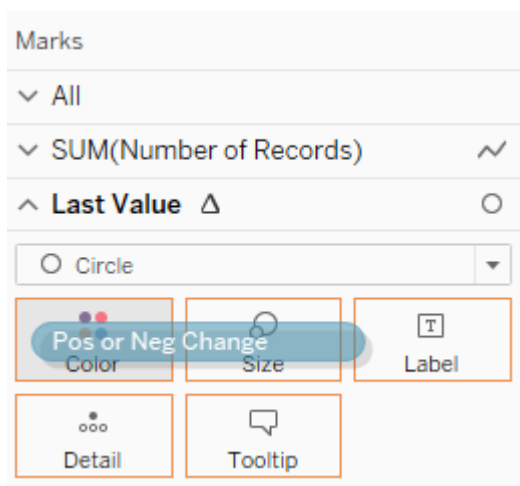 Marks
All
SUM(Number of Records)
Last Value Δ
Circle
Pos or Neg Change
Color
Size
T
Label
Detail
Tooltip